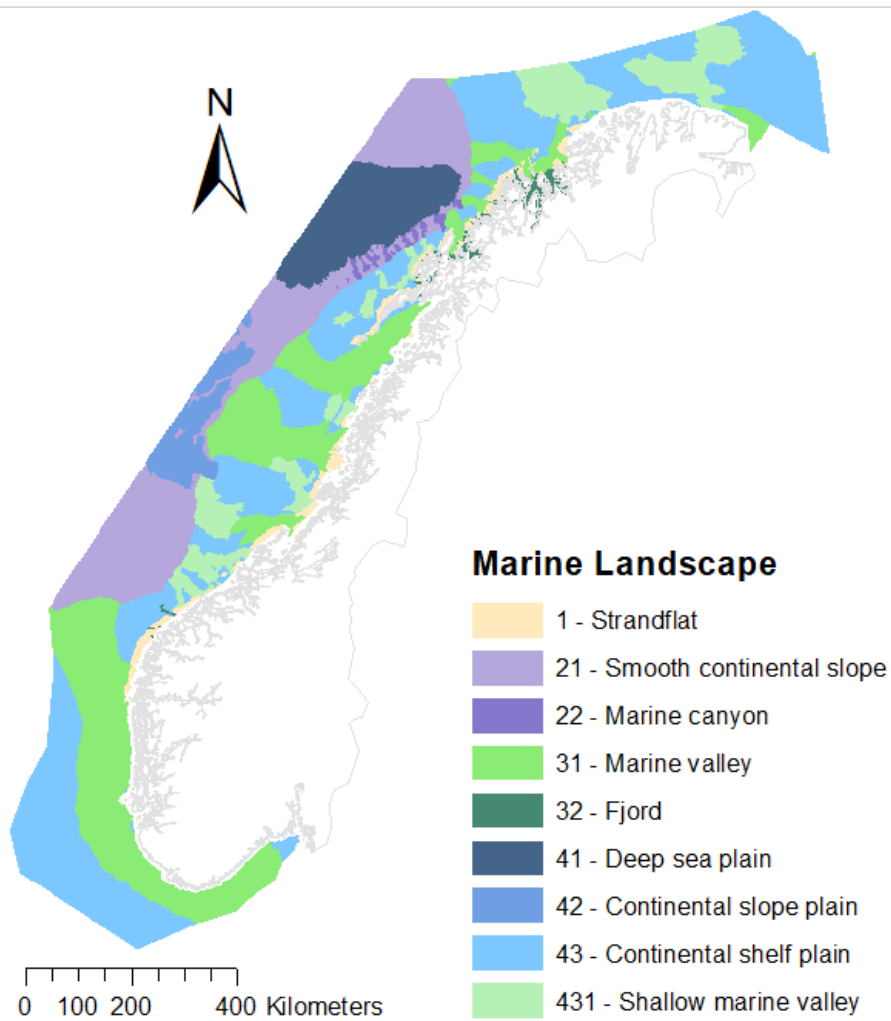 N
Marine Landscape
1 - Strandflat
21 - Smooth continental slope
22 - Marine canyon
31 - Marine valley
32 - Fjord
41 - Deep sea plain
42 - Continental slope plain
43 - Continental shelf plain
431 - Shallow marine valley
0 100 200 400 Kilometers